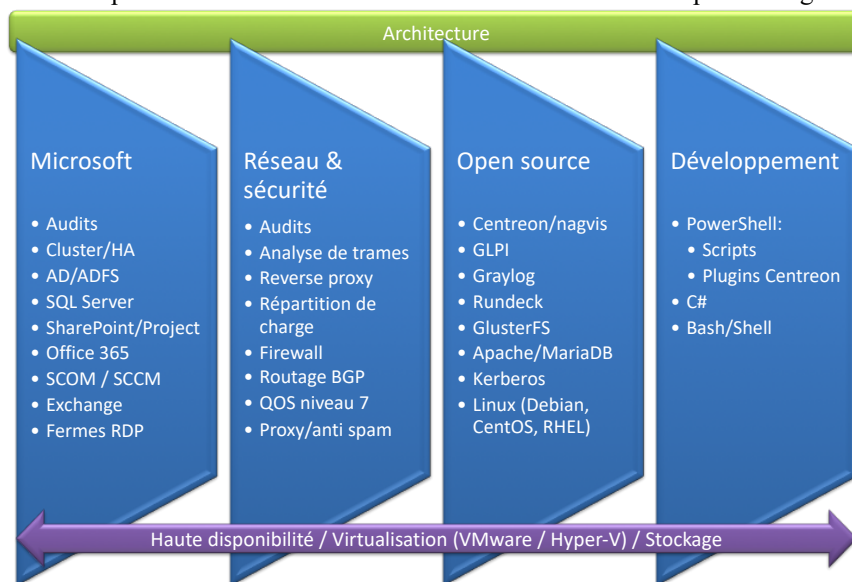 Architecture
Microsoft
• Audits
• Cluster/HA
• AD/ADFS
• SQL Server
• SharePoint/Project
• Office 365
• SCOM / SCCM
• Exchange
• Fermes RDP
Réseau &
sécurité
• Audits
• Analyse de trames
• Reverse proxy
• Répartition de
charge
• Firewall
• Routage BGP
• QOS niveau 7
• Proxy/anti spam
Open source
• Centreon/nagvis
• GLPI
• Graylog
• Rundeck
• GlusterFS
• Apache/MariaDB
• Kerberos
• Linux (Debian,
CentOS, RHEL)
Développement
• PowerShell:
• Scripts
• Plugins Centreon
• C#
• Bash/Shell
Haute disponibilité / Virtualisation (VMware / Hyper-V) / Stockage